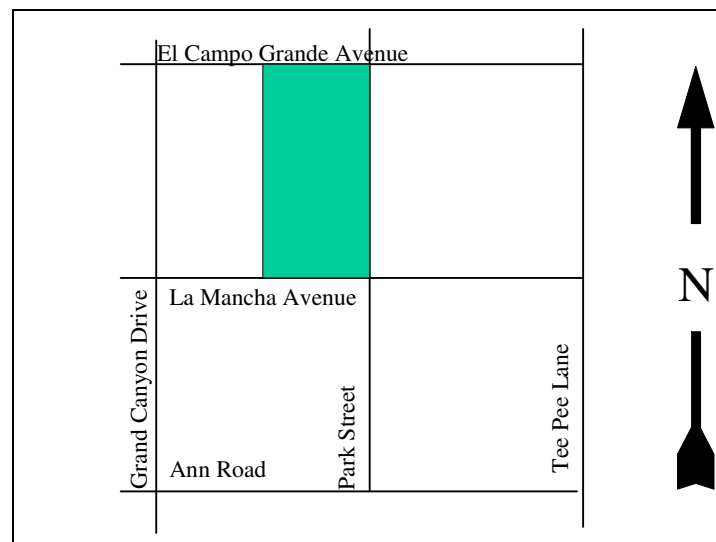 El Campo Grande Avenue
N
La Mancha Avenue
Grand Canyon Drive
Park Street
Tee Pee Lane
Ann Road